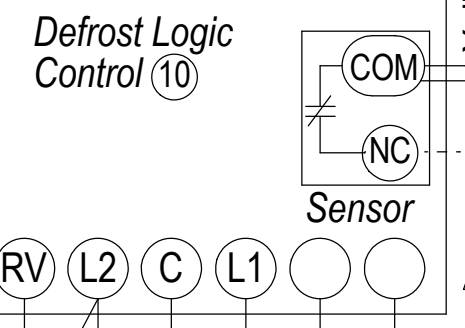 Defrost Logic
Control 10
COM
NC
Sensor
RV L2 C L1